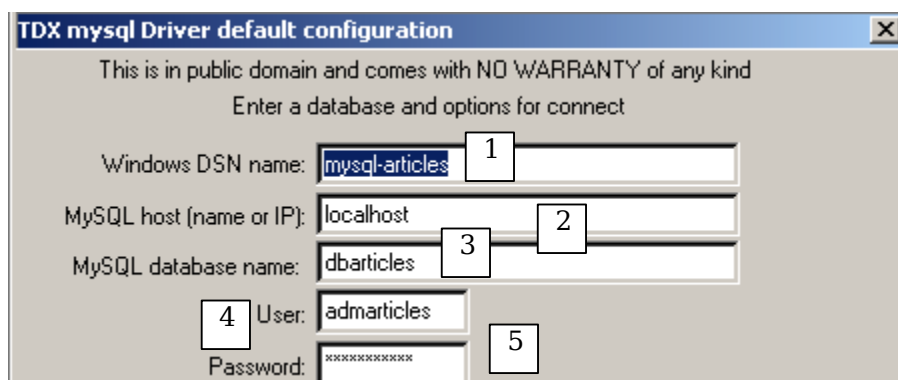 TDX mysql Driver default configuration
This is in public domain and comes with NO WARRANTY of any kind
Enter a database and options for connect
Windows DSN name: mysql-articles 1
MySQL host (name or IP): localhost 2
MySQL database name: dbarticles 3
4 User: admarticles
Password: *********** 5